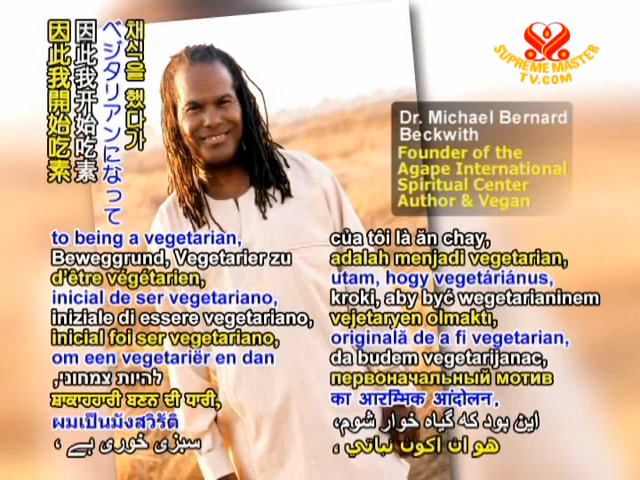 SUPREME MASTER
TV.COM
채식을 했다가
ベジタリアンになって
因此我开始吃素
因此我開始吃素
Dr. Michael Bernard
Beckwith
Founder of the
Agape International
Spiritual Center
Author & Vegan
to being a vegetarian,
Beweggrund, Vegetarier zu
d'être végétarien,
inicial de ser vegetariano,
iniziale di essere vegetariano,
inicial foi ser vegetariano,
om een vegetariër en dan
להיות צמחוני,
ਸ਼ਾਕਾਹਾਰੀ ਬਣਨ ਦੀ ਧਾਰੀ,
ผมเป็นมังสวิรัติ
سبزی خوری ہے ،
của tôi là ăn chay,
adalah menjadi vegetarian,
utam, hogy vegetáriánus,
kroki, aby być wegetarianinem
vejetaryen olmaktı,
originală de a fi vegetarian,
da budem vegetarijanac,
первоначальный мотив
का आरम्भिक आंदोलन,
این بود که گیاه خوار شوم،
هو ان اكون نباتي ،